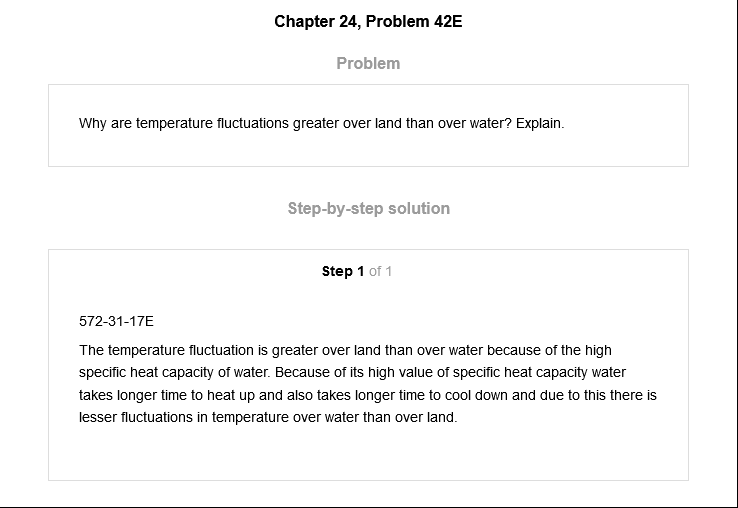 Chapter 24, Problem 42E
Problem
Why are temperature fluctuations greater over land than over water? Explain.
Step-by-step solution
Step 1 of 1
572-31-17E
The temperature fluctuation is greater over land than over water because of the high
specific heat capacity of water. Because of its high value of specific heat capacity water
takes longer time to heat up and also takes longer time to cool down and due to this there is
lesser fluctuations in temperature over water than over land.